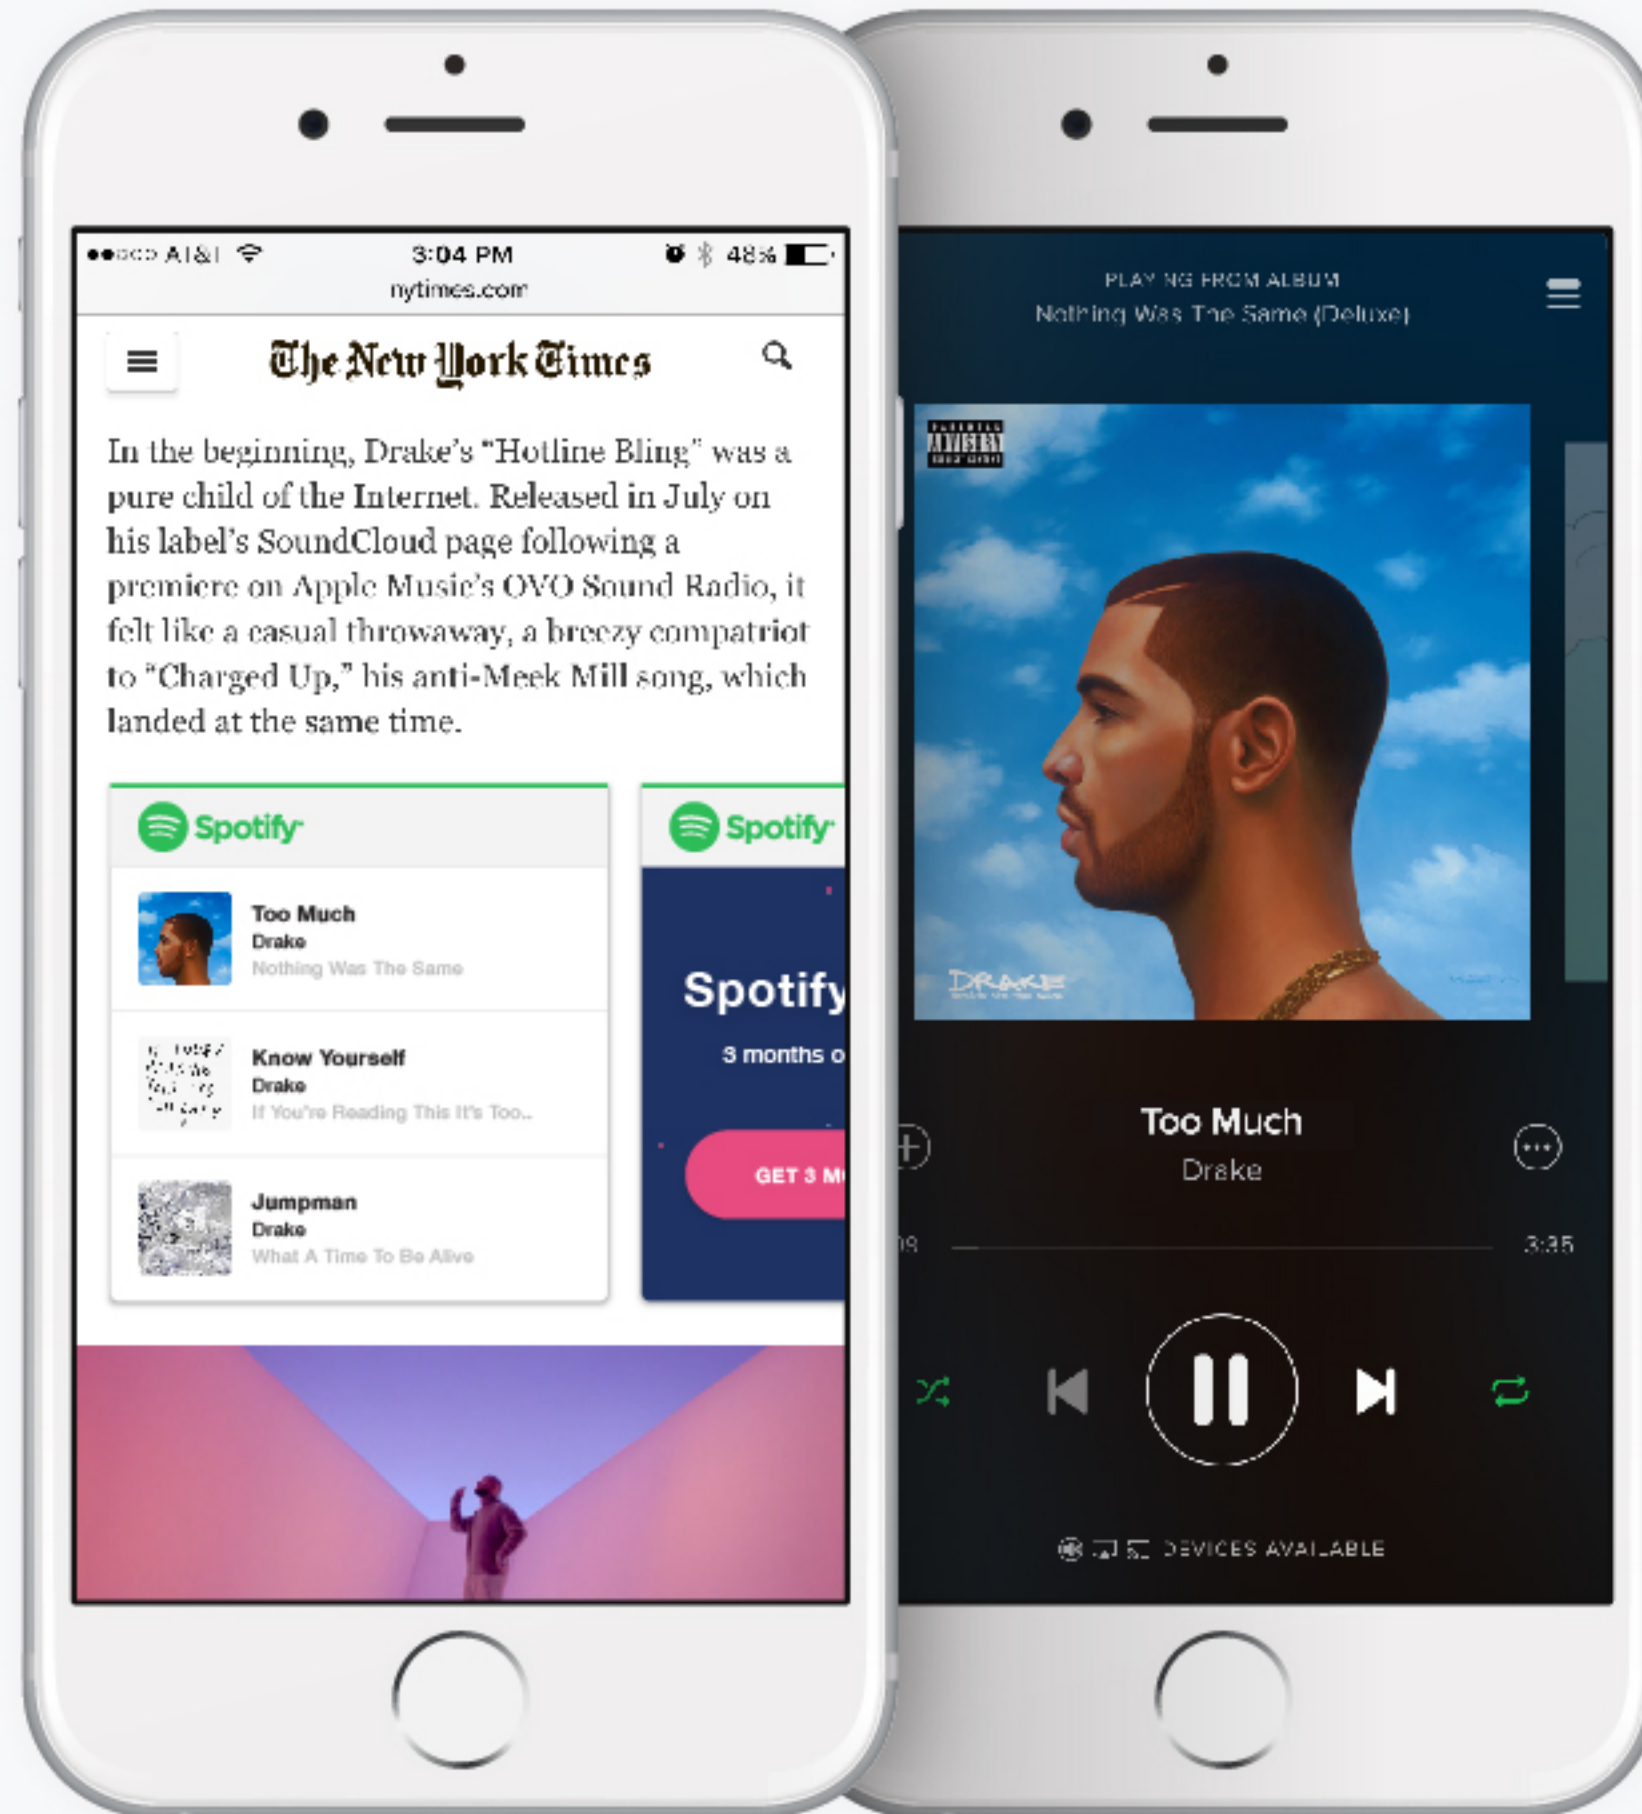 AT&T
3:04 PM
48%
nytimes.com
The New York Times
In the beginning, Drake's “Hotline Bling” was a
pure child of the Internet. Released in July on
his label's SoundCloud page following a
premiere on Apple Music's OVO Sound Radio, it
felt like a casual throwaway, a breezy compatriot
to “Charged Up,” his anti-Meek Mill song, which
landed at the same time.
Spotify
Too Much
Drake
Nothing Was The Same
Know Yourself
Drake
If You're Reading This It's Too..
Jumpman
Drake
What A Time To Be Alive
Spotify
Spotify
3 months o
GET 3 M
PLAYING FROM ALBUM
Nothing Was The Same (Deluxe)
ADVISORY
DRAKE
Too Much
Drake
3:35
DEVICES AVAILABLE